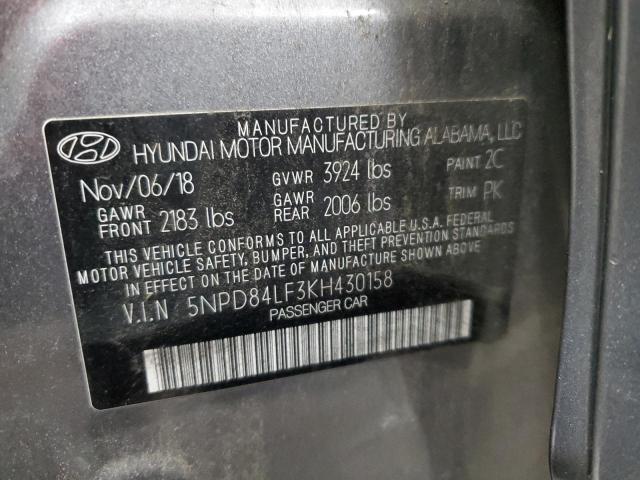 MANUFACTURED BY
HYUNDAI MOTOR MANUFACTURING ALABAMA, LLC
Nov/06/18 GVWR 3924 lbs PAINT 2C
GAWR FRONT 2183 lbs GAWR REAR 2006 lbs TRIM PK
THIS VEHICLE CONFORMS TO ALL APPLICABLE U.S.A. FEDERAL
MOTOR VEHICLE SAFETY, BUMPER, AND THEFT PREVENTION STANDARDS
IN EFFECT ON THE DATE OF MANUFACTURE SHOWN ABOVE.
V.I.N 5NPD84LF3KH430158
PASSENGER CAR